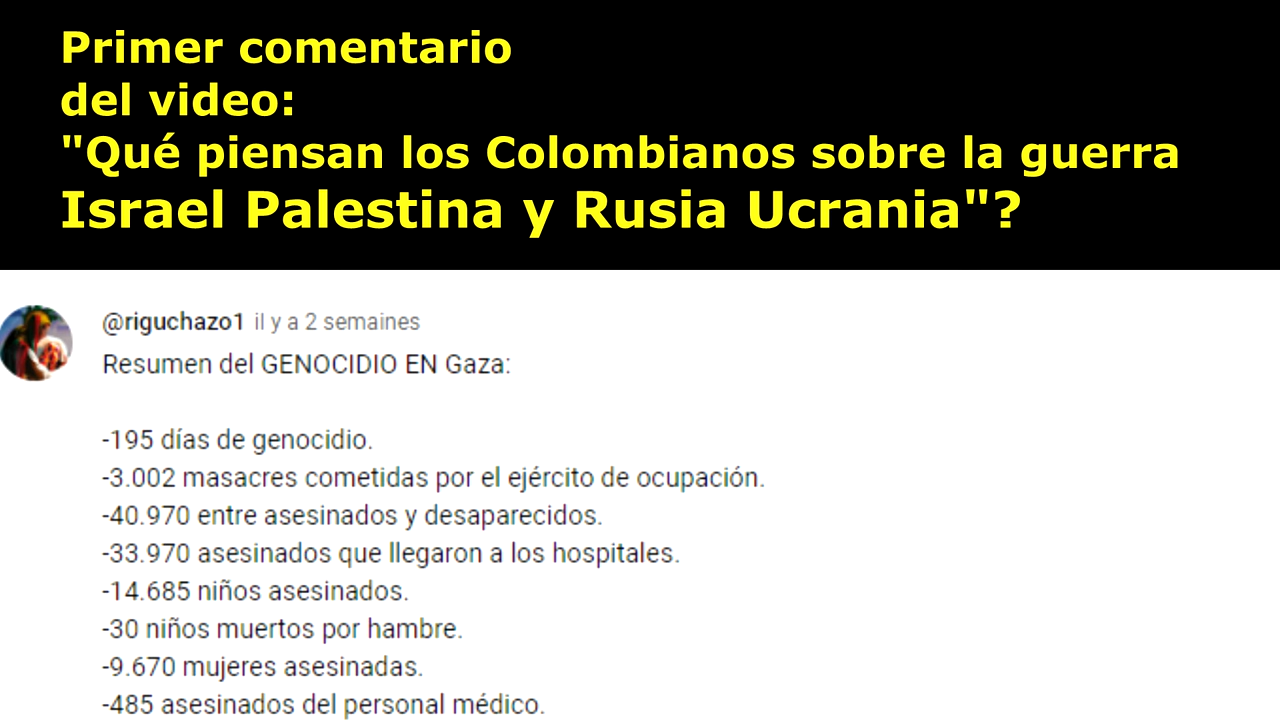 Primer comentario
del video:
"Qué piensan los Colombianos sobre la guerra
Israel Palestina y Rusia Ucrania"?
@riguchazo1 il y a 2 semaines
Resumen del GENOCIDIO EN Gaza:
-195 días de genocidio.
-3.002 masacres cometidas por el ejército de ocupación.
-40.970 entre asesinados y desaparecidos.
-33.970 asesinados que llegaron a los hospitales.
-14.685 niños asesinados.
-30 niños muertos por hambre.
-9.670 mujeres asesinadas.
-485 asesinados del personal médico.